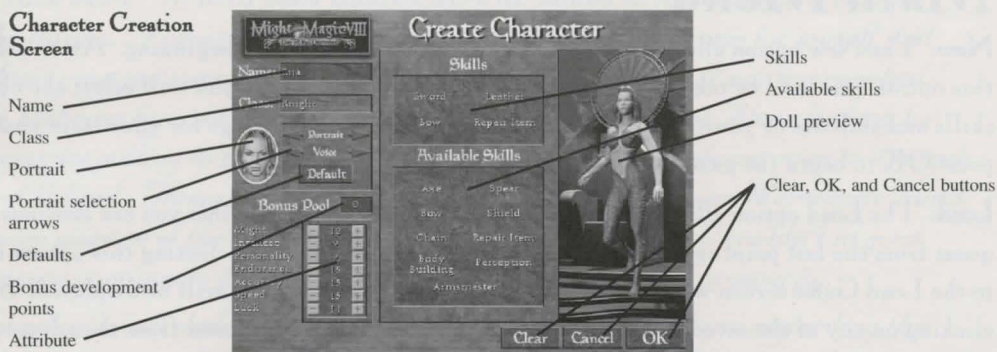 Character Creation
Screen
Name
Class
Portrait
Portrait selection
arrows
Defaults
Bonus development
points
Attribute
Might and Magic VIII
Name:
Class: Knight
Portrait
Voice
Default
Bonus Pool 0
Might
Intellect
Personality
Endurance
Accuracy
Speed 15
Luck
Create Character
Skills
Sword Leather
Bow Repair Item
Available Skills
Axe Spear
Bow Shield
Chain Repair Item
Body
Building Perception
Armsmaster
Clear Cancel OK
Skills
Available skills
Doll preview
Clear, OK, and Cancel buttons